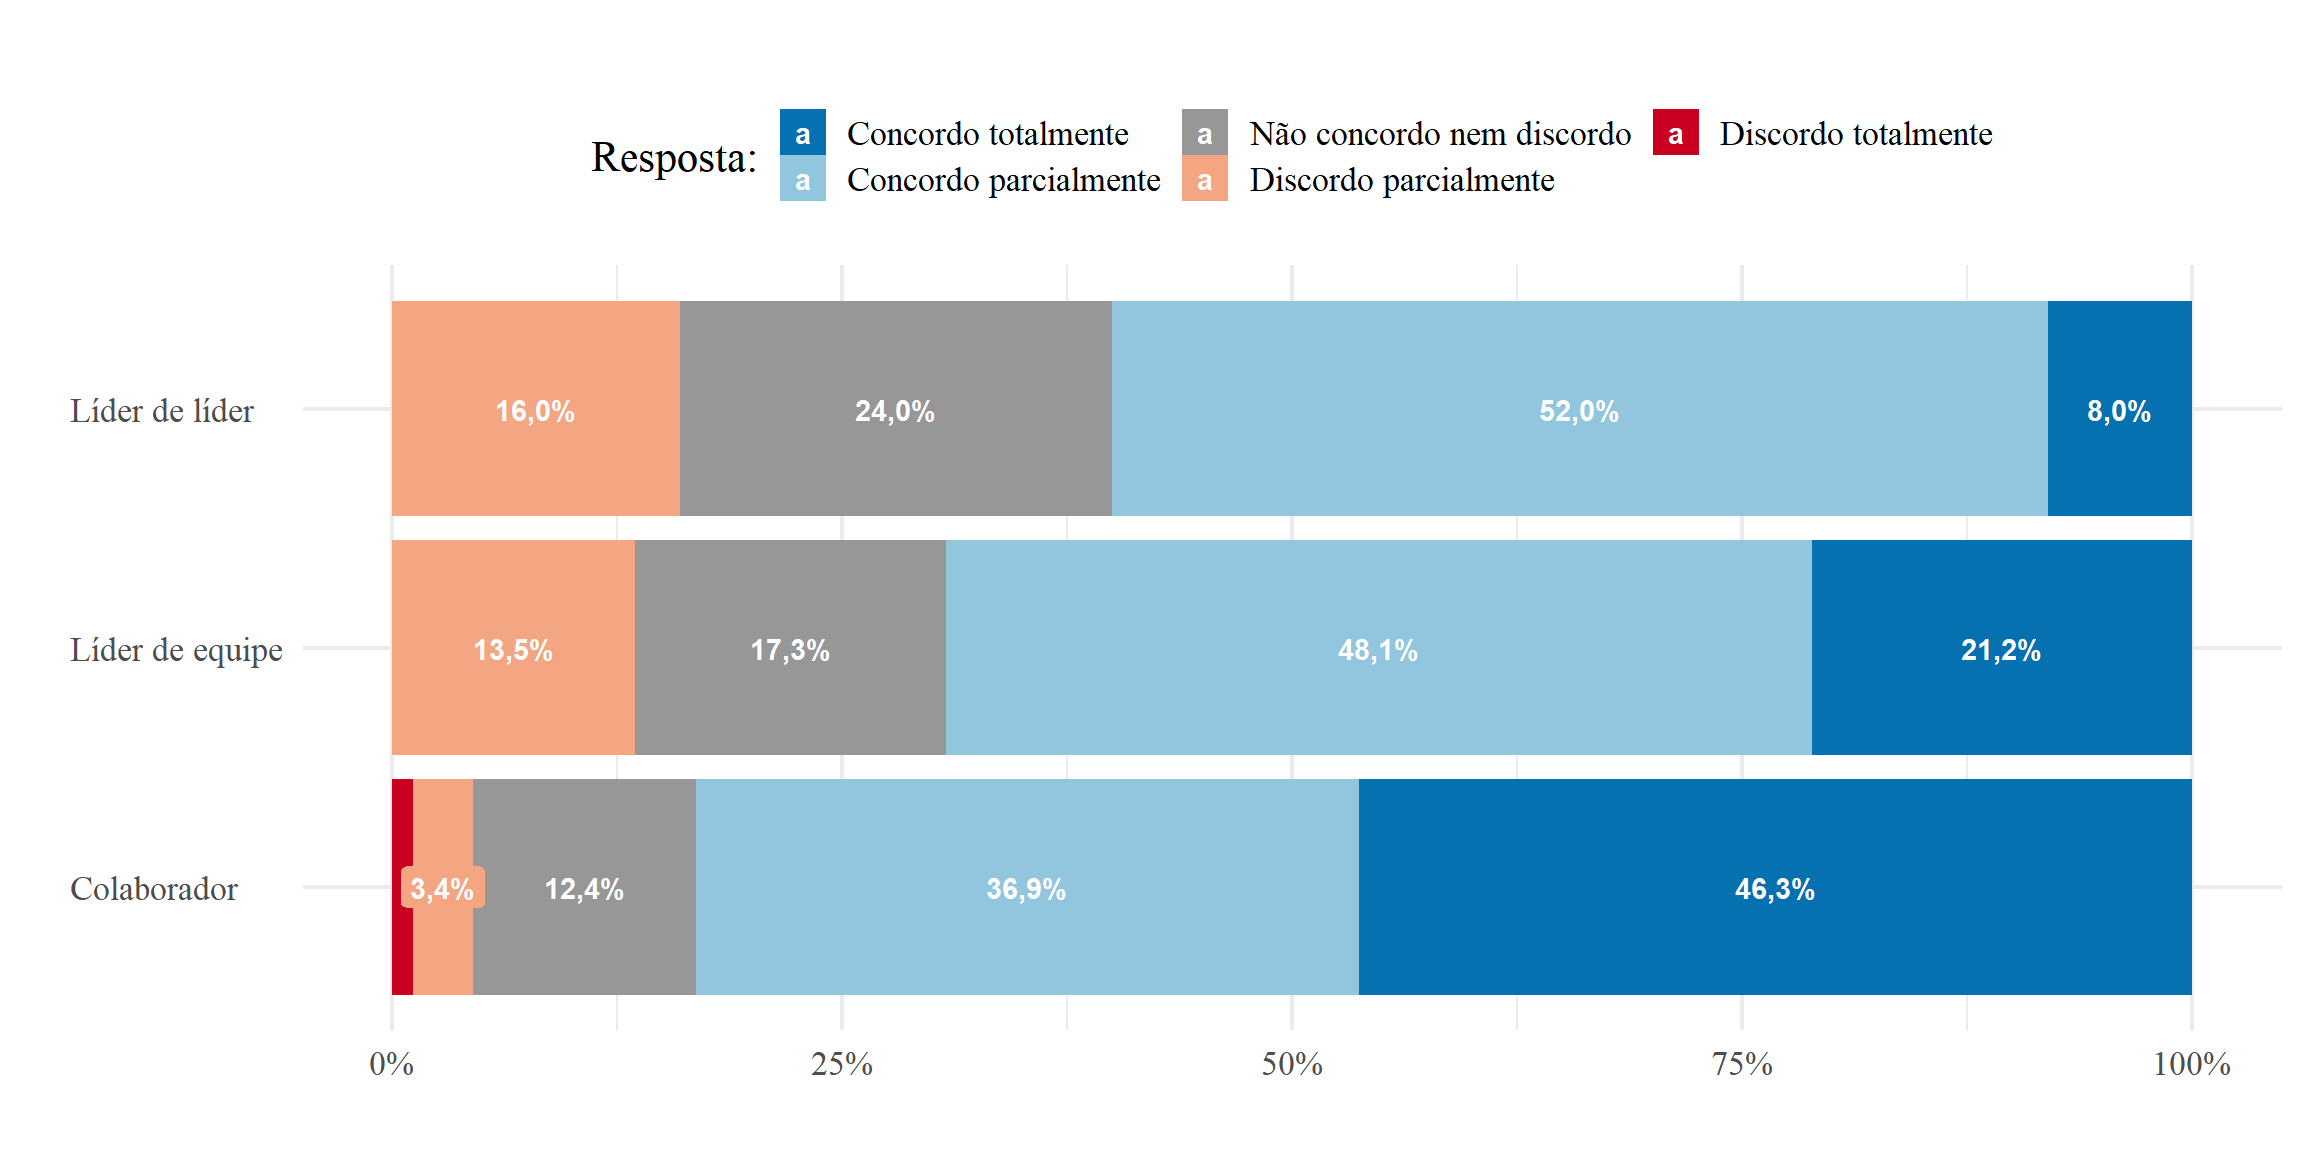 Resposta:
a Concordo totalmente
a Concordo parcialmente
a Não concordo nem discordo
a Discordo parcialmente
a Discordo totalmente
Líder de líder
16,0% 24,0% 52,0% 8,0%
Líder de equipe
13,5% 17,3% 48,1% 21,2%
Colaborador
3,4% 12,4% 36,9% 46,3%
0% 25% 50% 75% 100%